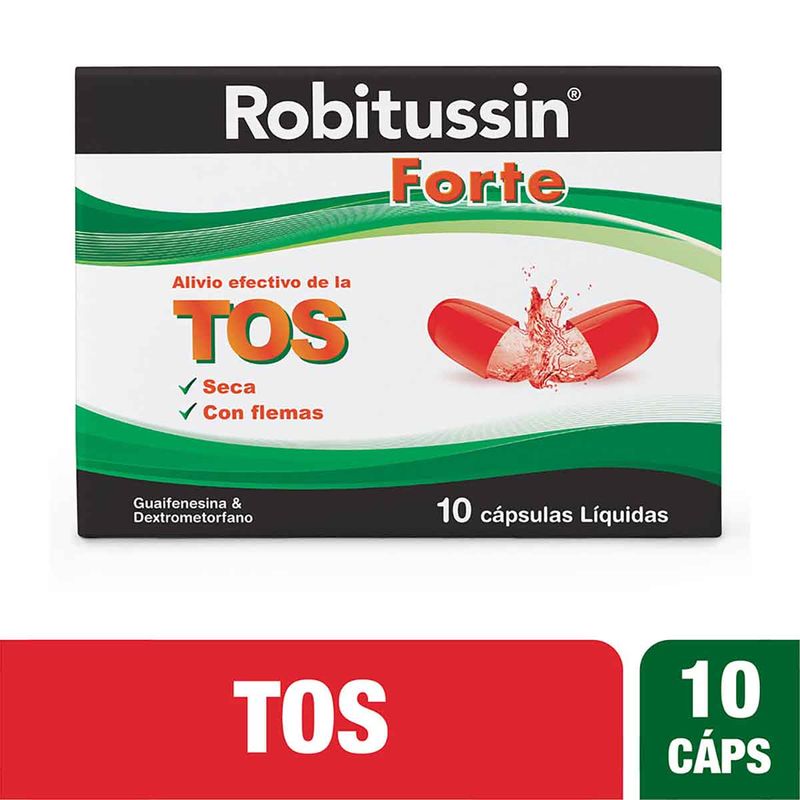 Robitussin®
Forte
Alivio efectivo de la
TOS
✓ Seca
✓ Con flemas
Guaifenesina &
Dextrometorfano
10 cápsulas Líquidas
TOS
10
CÁPS